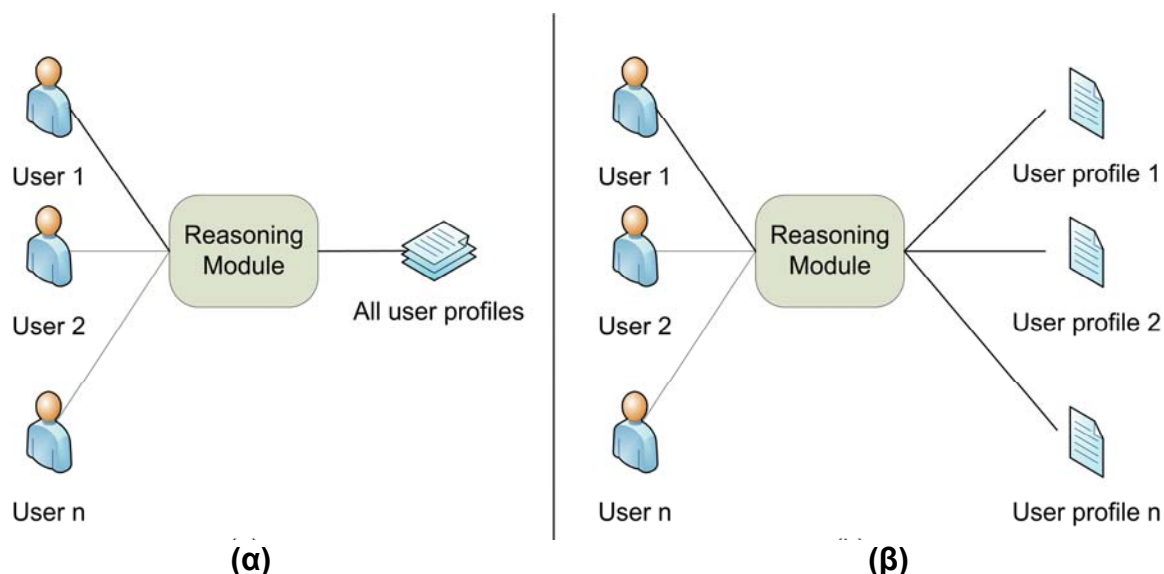 User 1
User 2
User n
Reasoning
Module
All user profiles
(α)
User 1
User 2
User n
Reasoning
Module
User profile 1
User profile 2
User profile n
(β)